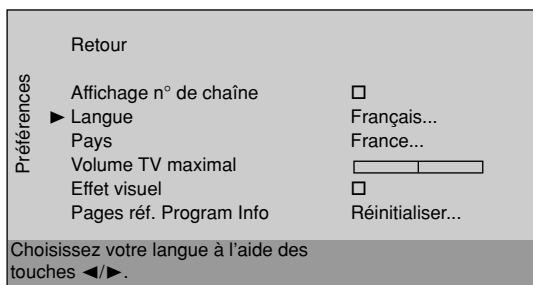 Préférences
Retour
Affichage n° de chaîne □
► Langue Français...
Pays France...
Volume TV maximal
Effet visuel □
Pages réf. Program Info Réinitialiser...
Choisissez votre langue à l'aide des
touches ◄/►.